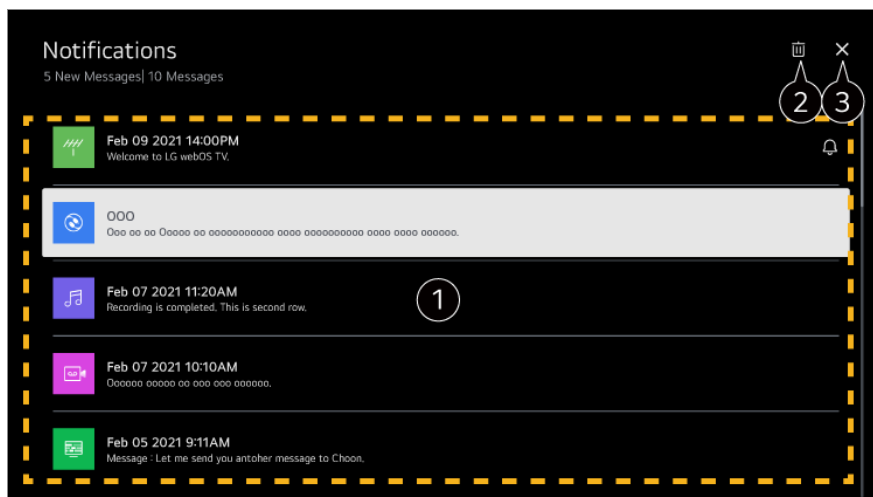 Notifications
5 New Messages| 10 Messages
2
3
Feb 09 2021 14:00PM
Welcome to LG webOS TV.
OOO
Ooo oo oo Ooooo oo ooooooooooo oooo oooooooooo oooo oooo oooooo.
Feb 07 2021 11:20AM
Recording is completed. This is second row.
1
Feb 07 2021 10:10AM
Oooooo ooooo oo ooo ooo oooooo.
Feb 05 2021 9:11AM
Message : Let me send you antoher message to Choon.